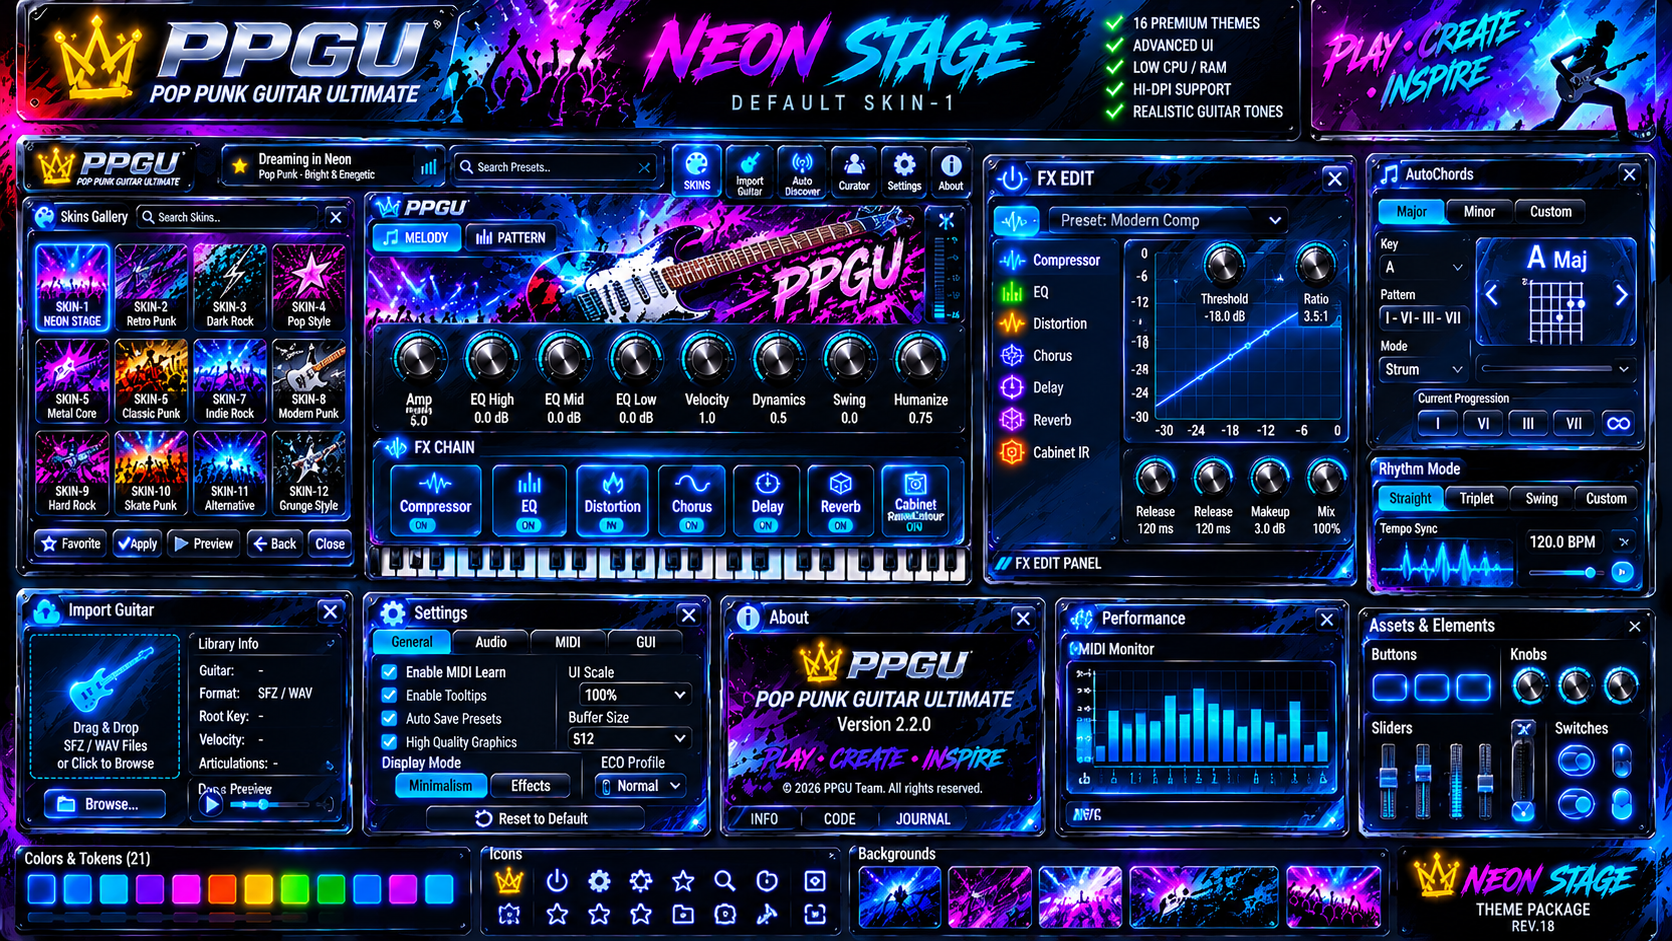 PPGU
POP PUNK GUITAR ULTIMATE
NEON STAGE
DEFAULT SKIN-1
16 PREMIUM THEMES
ADVANCED UI
LOW CPU / RAM
HI-DPI SUPPORT
REALISTIC GUITAR TONES
PLAY • CREATE
• INSPIRE
PPGU
POP PUNK GUITAR ULTIMATE
Dreaming in Neon
Pop Punk - Bright & Energetic
Search Presets..
SKINS
Import
Guitar
Auto
Discover
Curator
Settings
About
Skins Gallery
Search Skins..
SKIN-1
NEON STAGE
SKIN-2
Retro Punk
SKIN-3
Dark Rock
SKIN-4
Pop Style
SKIN-5
Metal Core
SKIN-6
Classic Punk
SKIN-7
Indie Rock
SKIN-8
Modern Punk
SKIN-9
Hard Rock
SKIN-10
Skate Punk
SKIN-11
Alternative
SKIN-12
Grunge Style
Favorite
Apply
Preview
Back
Close
PPGU
MELODY
PATTERN
PPGU
Amp
5.0
EQ High
0.0 dB
EQ Mid
0.0 dB
EQ Low
0.0 dB
Velocity
1.0
Dynamics
0.5
Swing
0.0
Humanize
0.75
FX CHAIN
Compressor
ON
EQ
ON
Distortion
Chorus
ON
Delay
ON
Reverb
ON
Cabinet
ON
FX EDIT
Preset: Modern Comp
Compressor
EQ
Distortion
Chorus
Delay
Reverb
Cabinet IR
0
-6
-12
-18
-28
-24
-30
-30 -24 -18 -12 -6 0
Threshold
-18.0 dB
Ratio
3.5:1
Release
120 ms
Release
120 ms
Makeup
3.0 dB
Mix
100%
FX EDIT PANEL
AutoChords
Major
Minor
Custom
Key
A
Pattern
I - VI - III - VII
Mode
Strum
A Maj
Current Progression
I
VI
III
VII
Rhythm Mode
Straight
Triplet
Swing
Custom
Tempo Sync
120.0 BPM
Import Guitar
Drag & Drop
SFZ / WAV Files
or Click to Browse
Browse...
Library Info
Guitar: -
Format: SFZ / WAV
Root Key: -
Velocity: -
Articulations: -
Preview
Settings
General
Audio
MIDI
GUI
Enable MIDI Learn
Enable Tooltips
Auto Save Presets
High Quality Graphics
UI Scale
100%
Buffer Size
512
Display Mode
Minimalism
Effects
ECO Profile
Normal
Reset to Default
About
PPGU
POP PUNK GUITAR ULTIMATE
Version 2.2.0
PLAY • CREATE • INSPIRE
© 2026 PPGU Team. All rights reserved.
INFO
CODE
JOURNAL
Performance
MIDI Monitor
Assets & Elements
Buttons
Knobs
Sliders
Switches
Colors & Tokens (21)
Icons
Backgrounds
NEON STAGE
THEME PACKAGE
REV.18